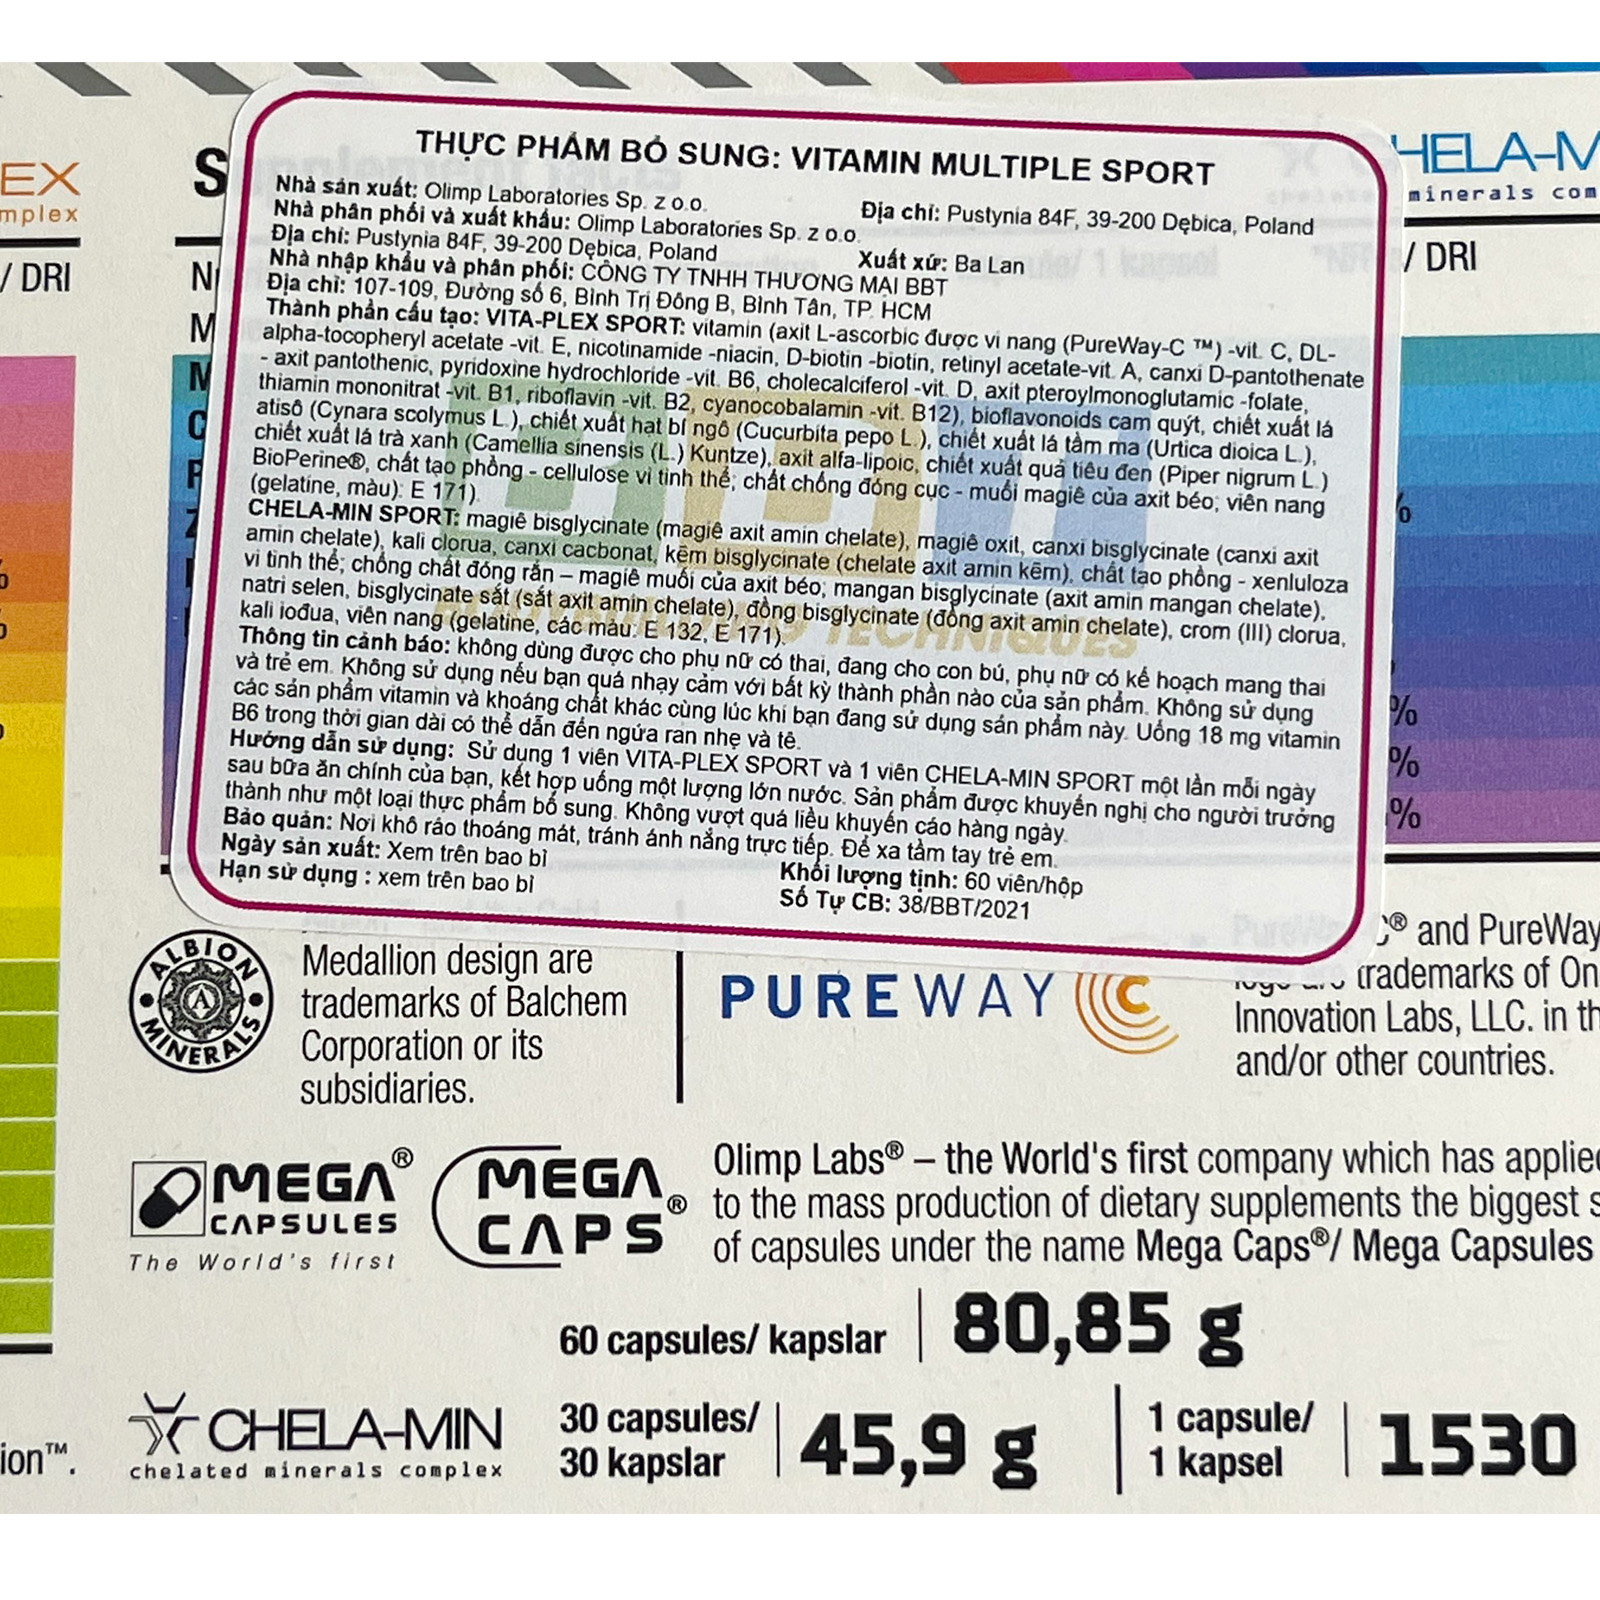 EX
mplex
/ DRI
S
THỰC PHẨM BỔ SUNG: VITAMIN MULTIPLE SPORT
Nhà sản xuất: Olimp Laboratories Sp. z o.o.
Địa chỉ: Pustynia 84F, 39-200 Dębica, Poland
Nhà phân phối và xuất khẩu: Olimp Laboratories Sp. z o.o.
Địa chỉ: Pustynia 84F, 39-200 Dębica, Poland
Xuất xứ: Ba Lan
Nhà nhập khẩu và phân phối: CÔNG TY TNHH THƯƠNG MẠI BBT
Địa chỉ: 107-109, Đường số 6, Bình Trị Đông B, Bình Tân, TP. HCM
Thành phần cấu tạo: VITA-PLEX SPORT: vitamin (axit L-ascorbic được vi nang (PureWay-C ™) -vit. C, DL-
alpha-tocopheryl acetate -vit. E, nicotinamide -niacin, D-biotin -biotin, retinyl acetate-vit. A, canxi D-pantothenate
- axit pantothenic, pyridoxine hydrochloride -vit. B6, cholecalciferol -vit. D, axit pteroylmonoglutamic -folate,
thiamin mononitrat -vit. B1, riboflavin -vit. B2, cyanocobalamin -vit. B12), bioflavonoids cam quýt, chiết xuất lá
atisô (Cynara scolymus L.), chiết xuất hạt bí ngô (Cucurbita pepo L.), chiết xuất lá tầm ma (Urtica dioica L.),
chiết xuất lá trà xanh (Camellia sinensis (L.) Kuntze), axit alfa-lipoic, chiết xuất quả tiêu đen (Piper nigrum L.)
BioPerine®, chất tạo phồng - cellulose vi tinh thể; chất chống đóng cục - muối magiê của axit béo; viên nang
(gelatine, màu): E 171).
CHELA-MIN SPORT: magiê bisglycinate (magiê axit amin chelate), magiê oxit, canxi bisglycinate (canxi axit
amin chelate), kali clorua, canxi cacbonat, kẽm bisglycinate (chelate axit amin kẽm), chất tạo phồng - xenluloza
vi tinh thể; chống chất đóng rắn – magiê muối của axit béo; mangan bisglycinate (axit amin mangan chelate),
natri selen, bisglycinate sắt (sắt axit amin chelate), đồng bisglycinate (đồng axit amin chelate), crom (III) clorua,
kali iođua, viên nang (gelatine, các màu: E 132, E 171).
Thông tin cảnh báo: không dùng được cho phụ nữ có thai, đang cho con bú, phụ nữ có kế hoạch mang thai
và trẻ em. Không sử dụng nếu bạn quá nhạy cảm với bất kỳ thành phần nào của sản phẩm. Không sử dụng
các sản phẩm vitamin và khoáng chất khác cùng lúc khi bạn đang sử dụng sản phẩm này. Uống 18 mg vitamin
B6 trong thời gian dài có thể dẫn đến ngứa ran nhẹ và tê.
Hướng dẫn sử dụng: Sử dụng 1 viên VITA-PLEX SPORT và 1 viên CHELA-MIN SPORT một lần mỗi ngày
sau bữa ăn chính của bạn, kết hợp uống một lượng lớn nước. Sản phẩm được khuyến nghị cho người trưởng
thành như một loại thực phẩm bổ sung. Không vượt quá liều khuyến cáo hàng ngày.
Bảo quản: Nơi khô ráo thoáng mát, tránh ánh nắng trực tiếp. Để xa tầm tay trẻ em.
Ngày sản xuất: Xem trên bao bì
Khối lượng tịnh: 60 viên/hộp
Hạn sử dụng : xem trên bao bì
Số Tự CB: 38/BBT/2021
HELA-M
minerals com
/ DRI
%
%
%
%
ALBION MINERALS
Medallion design are
trademarks of Balchem
Corporation or its
subsidiaries.
PUREWAY C
C® and PureWay
logo are trademarks of On
Innovation Labs, LLC. in th
and/or other countries.
MEGA®
CAPSULES
The World's first
MEGA
CAPS®
Olimp Labs® – the World's first company which has applied
to the mass production of dietary supplements the biggest s
of capsules under the name Mega Caps®/ Mega Capsules
60 capsules/ kapslar
80,85 g
ion™.
CHELA-MIN
chelated minerals complex
30 capsules/
30 kapslar
45,9 g
1 capsule/
1 kapsel
1530